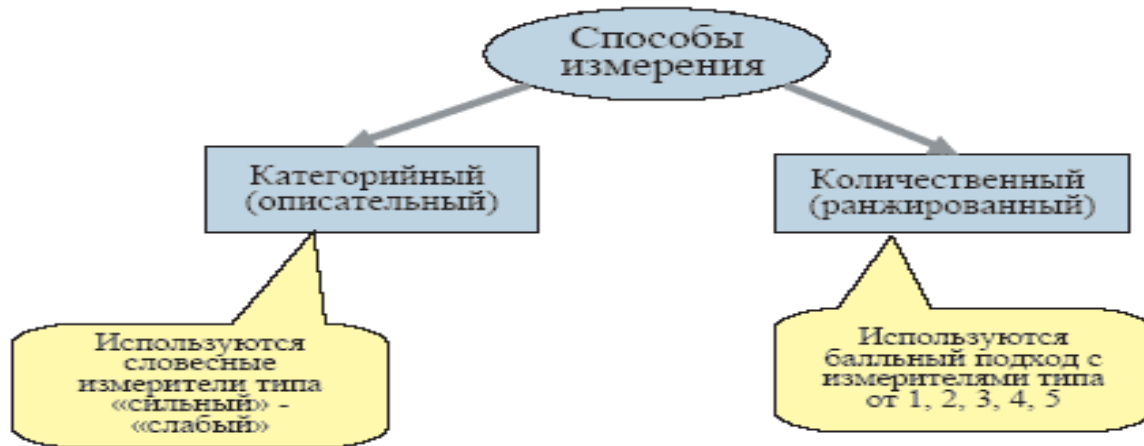 Способы
измерения
Категорийный
(описательный)
Количественный
(ранжированный)
Используются
словесные
измерители типа
«сильный» -
«слабый»
Используются
балльный подход с
измерителями типа
от 1, 2, 3, 4, 5